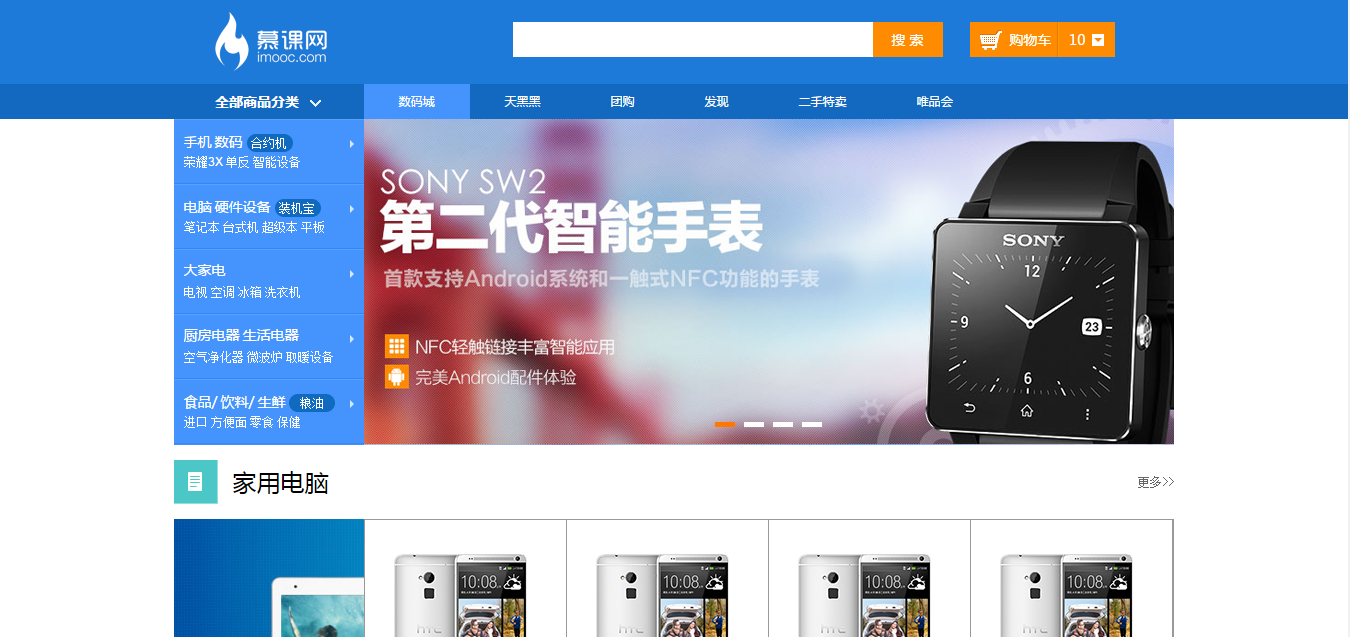 慕课网
imooc.com
搜 索
购物车 10
全部商品分类 数码城 天黑黑 团购 发现 二手特卖 唯品会
手机 数码 合约机
荣耀3X 单反 智能设备
电脑 硬件设备 装机宝
笔记本 台式机 超级本 平板
大家电
电视 空调 冰箱 洗衣机
厨房电器 生活电器
空气净化器 微波炉 取暖设备
食品/ 饮料/ 生鲜 粮油
进口 方便面 零食 保健
SONY SW2
第二代智能手表
首款支持Android系统和一触式NFC功能的手表
NFC轻触链接丰富智能应用
完美Android配件体验
SONY
12
9
23
6
家用电脑
更多>>
10:08
10:08
10:08
10:08
hTC
hTC
hTC
hTC